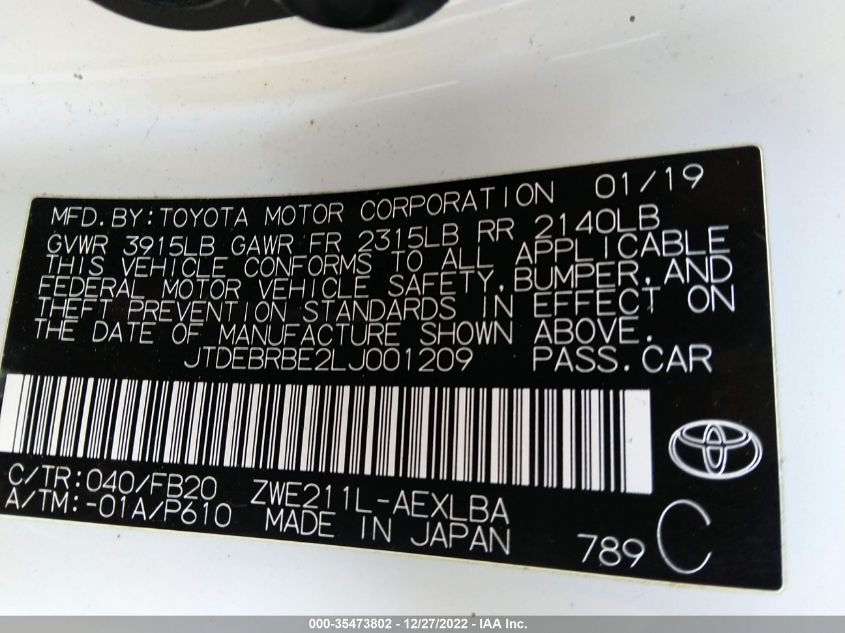 MFD.BY:TOYOTA MOTOR CORPORATION 01/19
GVWR 3915LB GAWR FR 2315LB RR 2140LB
THIS VEHICLE CONFORMS TO ALL APPLICABLE
FEDERAL MOTOR VEHICLE SAFETY,BUMPER,AND
THEFT PREVENTION STANDARDS IN EFFECT ON
THE DATE OF MANUFACTURE SHOWN ABOVE.
JTDEBRBE2LJ001209 PASS.CAR
C/TR:040/FB20 ZWE211L-AEXLBA
A/TM:-01A/P610 MADE IN JAPAN
789 C
000-35473802 - 12/27/2022 - IAA Inc.